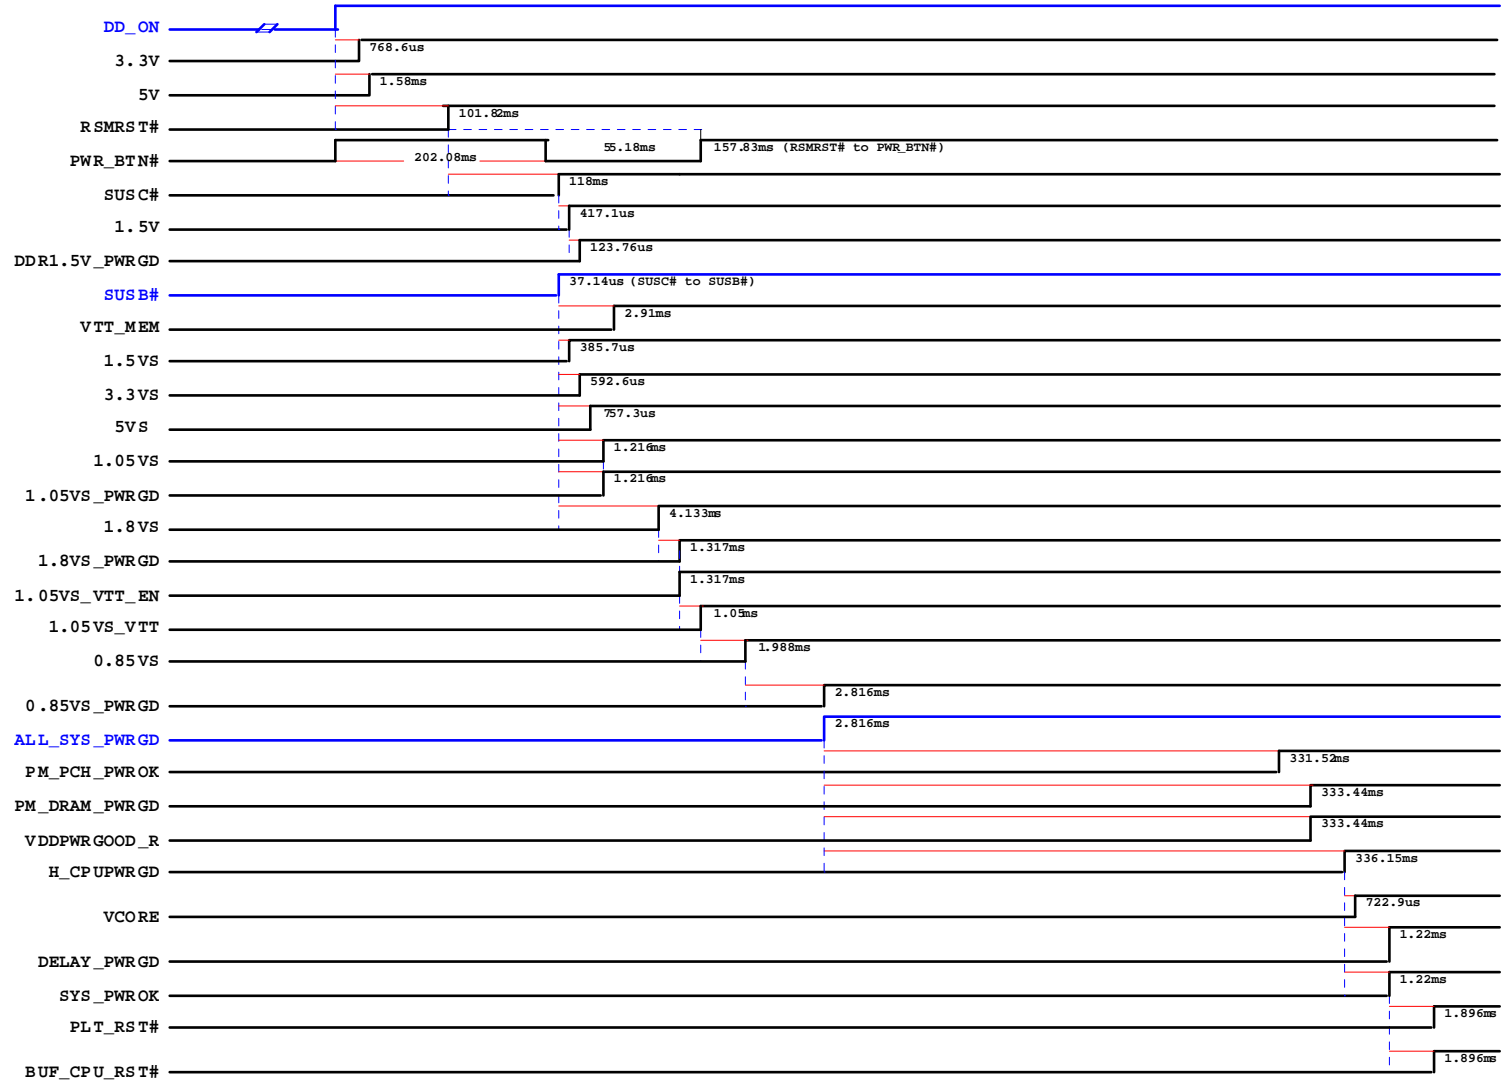 DD_ON
3.3V 768.6us
5V 1.58ms
RSMRST# 101.82ms
PWR_BTN# 202.08ms 55.18ms 157.83ms (RSMRST# to PWR_BTN#)
SUSC# 118ms
1.5V 417.1us
DDR1.5V_PWRGD 123.76us
SUSB# 37.14us (SUSC# to SUSB#)
VTT_MEM 2.91ms
1.5VS 385.7us
3.3VS 592.6us
5VS 757.3us
1.05VS 1.216ms
1.05VS_PWRGD 1.216ms
1.8VS 4.133ms
1.8VS_PWRGD 1.317ms
1.05VS_VTT_EN 1.317ms
1.05VS_VTT 1.05ms
0.85VS 1.988ms
0.85VS_PWRGD 2.816ms
ALL_SYS_PWRGD 2.816ms
PM_PCH_PWROK 331.52ms
PM_DRAM_PWRGD 333.44ms
VDDPWRGOOD_R 333.44ms
H_CPUPWRGD 336.15ms
VCORE 722.9us
DELAY_PWRGD 1.22ms
SYS_PWROK 1.22ms
PLT_RST# 1.896ms
BUF_CPU_RST# 1.896ms